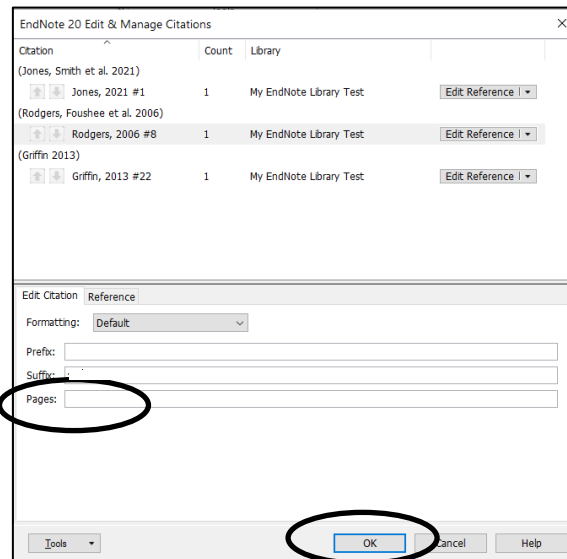 EndNote 20 Edit & Manage Citations
Citation Count Library
(Jones, Smith et al. 2021)
Jones, 2021 #1 1 My EndNote Library Test Edit Reference
(Rodgers, Foushee et al. 2006)
Rodgers, 2006 #8 1 My EndNote Library Test Edit Reference
(Griffin 2013)
Griffin, 2013 #22 1 My EndNote Library Test Edit Reference
Edit Citation Reference
Formatting: Default
Prefix:
Suffix:
Pages:
Tools OK Cancel Help